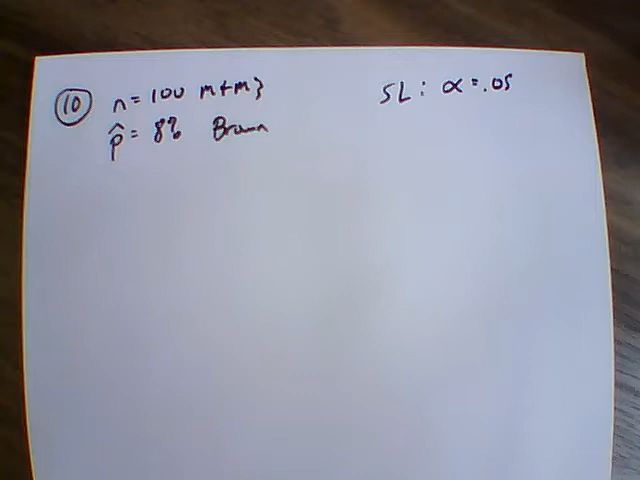 10 n = 100 m+m's
SL: α = .05
p̂ = 8% Brown